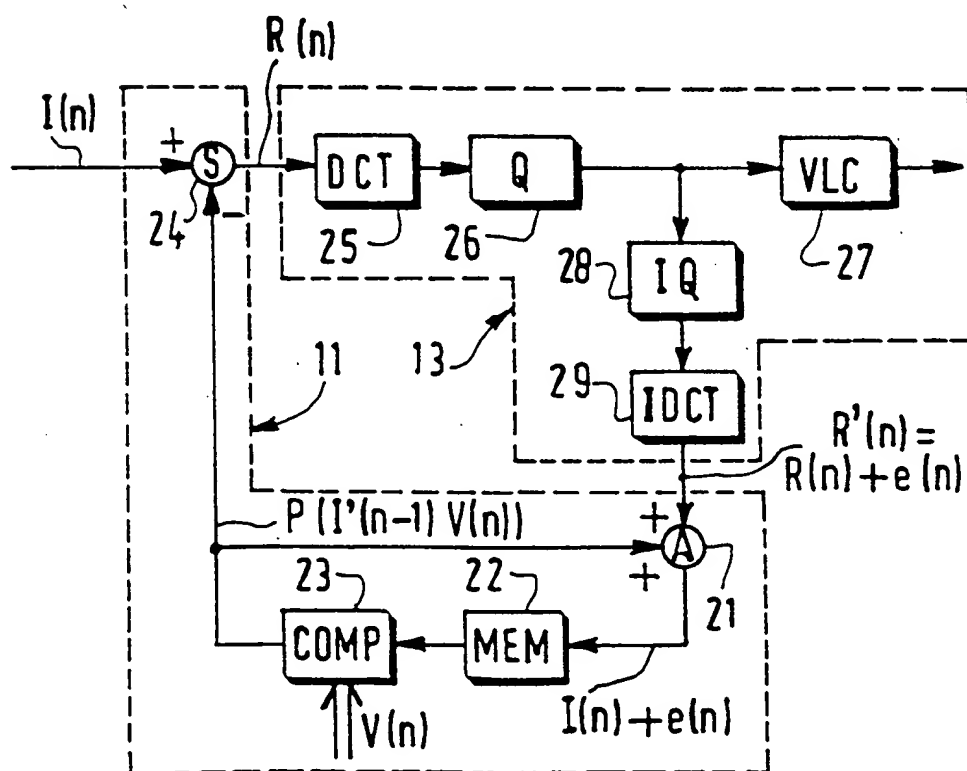 R(n)
I(n)
+
S
24
−
DCT
25
Q
26
VLC
27
28
IQ
13
11
29
IDCT
R'(n)=
R(n)+e(n)
P(I'(n-1) V(n))
+
A
+
21
23
COMP
22
MEM
I(n)+e(n)
V(n)